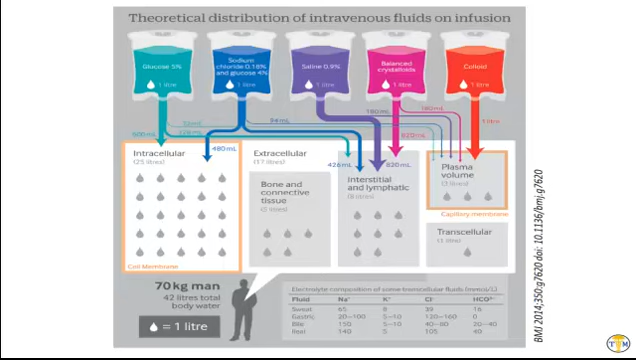 Theoretical distribution of intravenous fluids on infusion
Glucose 5%
1 litre
Sodium
chloride 0.18%
and glucose 4%
1 litre
Saline 0.9%
1 litre
Balanced
crystalloids
1 litre
Colloid
1 litre
94 mL
180 mL
180 mL
600 mL
820 mL
1 litre
480 mL
426 mL
820 mL
Intracellular
(25 litres)
Cell Membrane
Extracellular
(17 litres)
Bone and
connective
tissue
Interstitial
and lymphatic
(8 litres)
Plasma
volume
(3 litres)
Capillary membrane
Transcellular
(1 litre)
70 kg man
42 litres total
body water
= 1 litre
Electrolyte composition of some transcellular fluids (mmol/L)
Fluid Na⁺ K⁺ Cl⁻
Sweat 65 8 39 16
Gastric 20–100 5–10 120–160 0
Bile 150 5–10 40–80 20–40
Ileal 140 5 105 40
BMJ 2014;350:g7620 doi: 10.1136/bmj.g7620